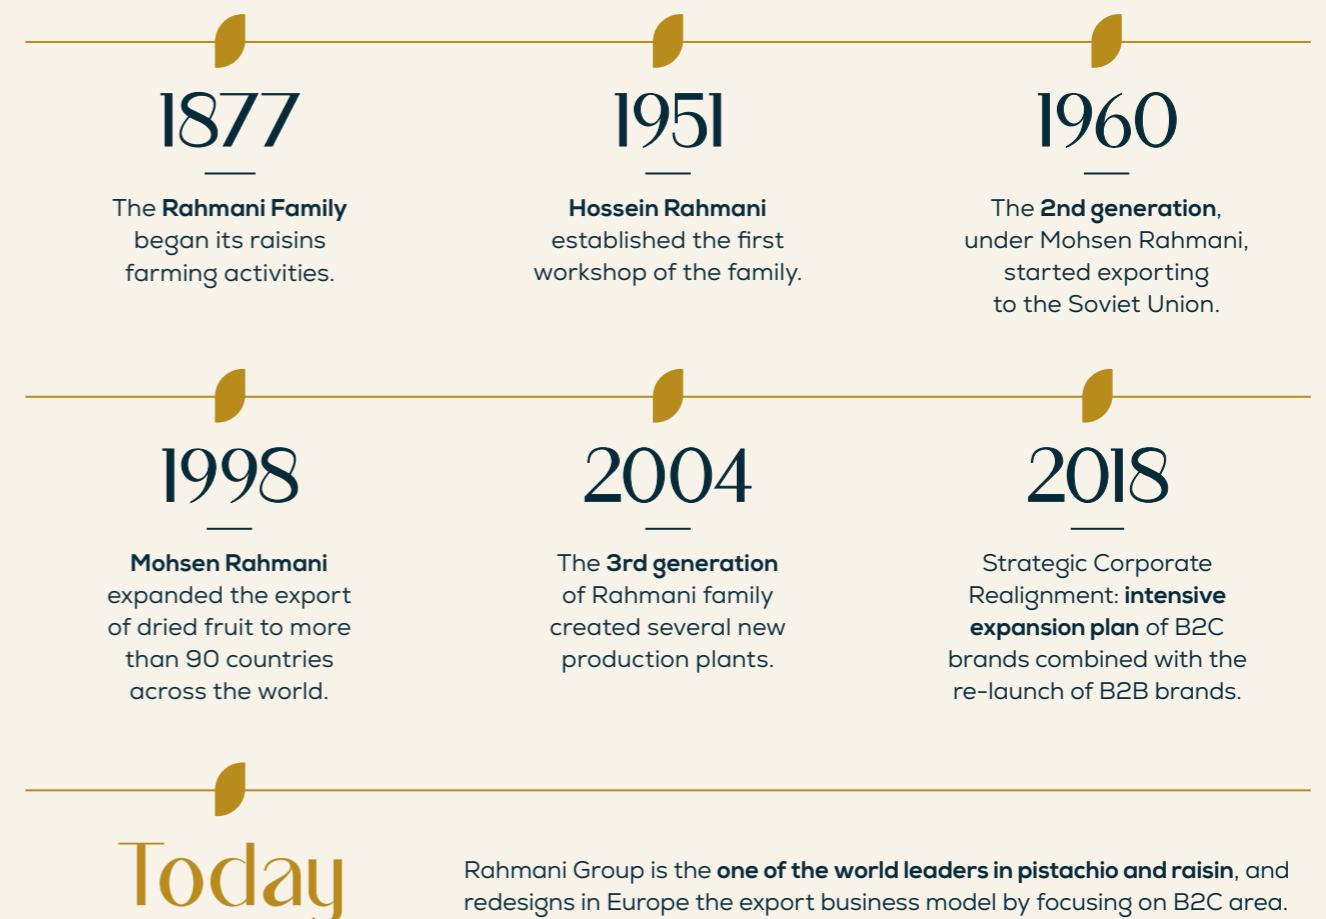 1877
The Rahmani Family
began its raisins
farming activities.
1951
Hossein Rahmani
established the first
workshop of the family.
1960
The 2nd generation,
under Mohsen Rahmani,
started exporting
to the Soviet Union.
1998
Mohsen Rahmani
expanded the export
of dried fruit to more
than 90 countries
across the world.
2004
The 3rd generation
of Rahmani family
created several new
production plants.
2018
Strategic Corporate
Realignment: intensive
expansion plan of B2C
brands combined with the
re-launch of B2B brands.
Today
Rahmani Group is the one of the world leaders in pistachio and raisin, and
redesigns in Europe the export business model by focusing on B2C area.